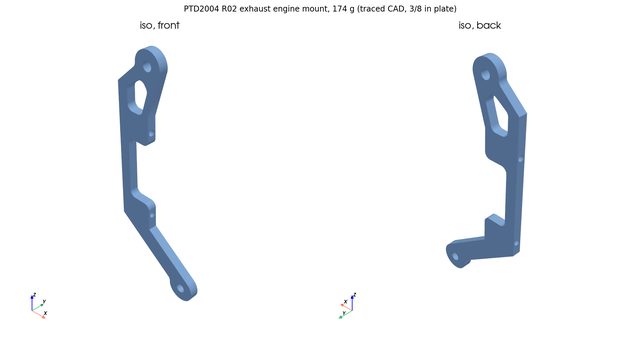 PTD2004 R02 exhaust engine mount, 174 g (traced CAD, 3/8 in plate)
iso, front
iso, back
z
y
x
z
x
y